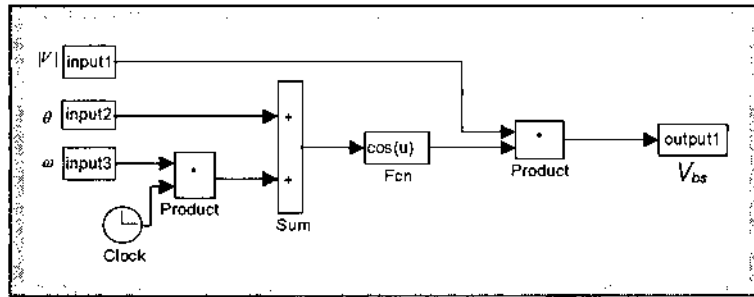 |V| input1
θ input2
ω input3
*
Product
Clock
+
+
Sum
cos(u)
Fcn
*
Product
output1
V_bs